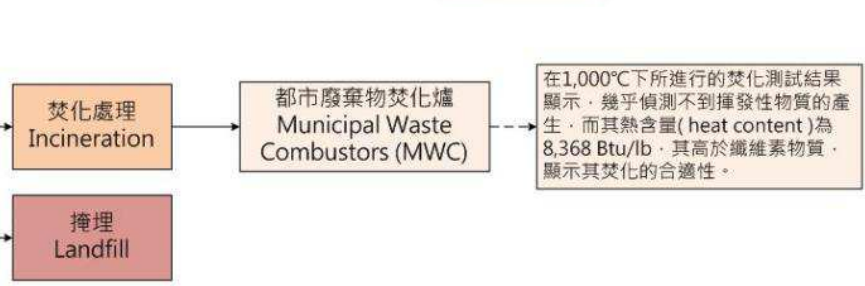 焚化處理
Incineration
都市廢棄物焚化爐
Municipal Waste
Combustors (MWC)
在1,000℃下所進行的焚化測試結果
顯示，幾乎偵測不到揮發性物質的產
生，而其熱含量( heat content )為
8,368 Btu/lb，其高於纖維素物質，
顯示其焚化的合適性。
掩埋
Landfill